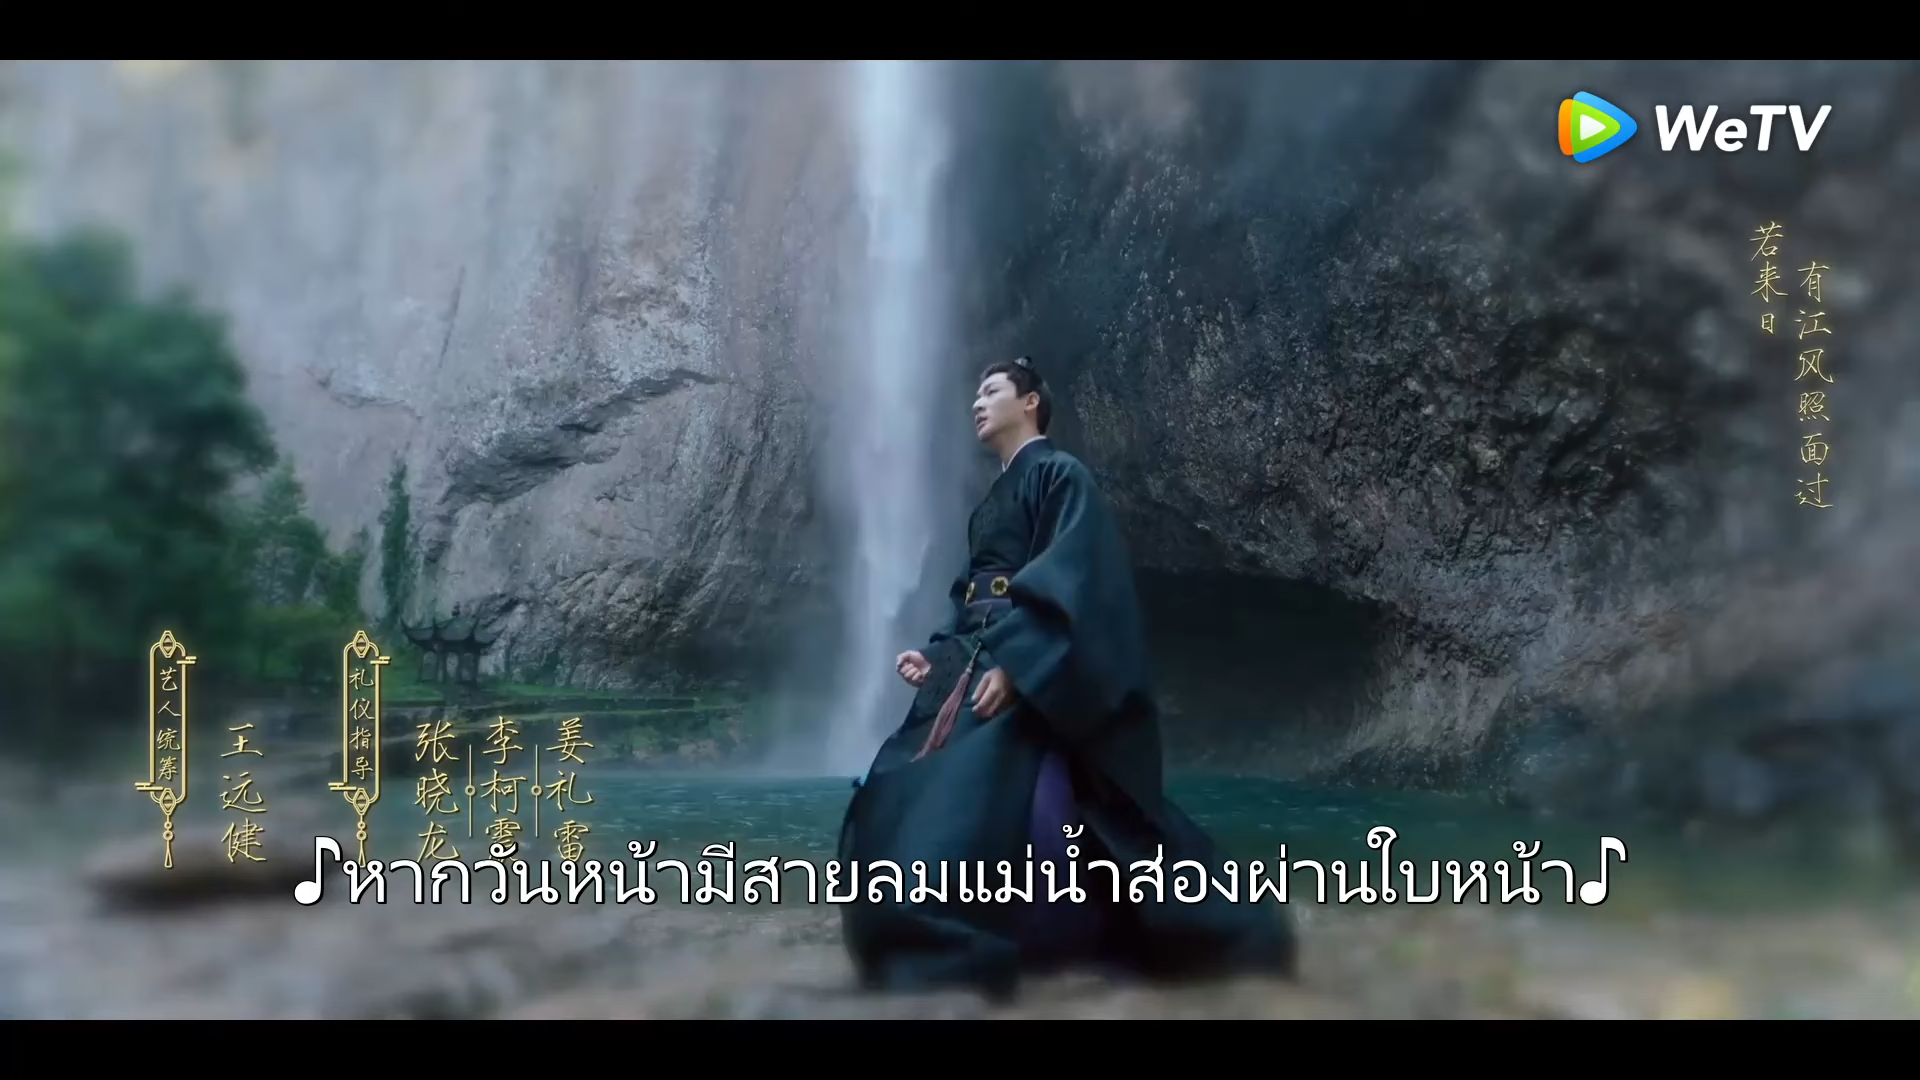 WeTV
若来日
有江风照面过
艺人统筹
王远健
礼仪指导
张晓龙
李柯
姜礼雷
♪หากวันหน้ามีสายลมแม่น้ำส่องผ่านใบหน้า♪